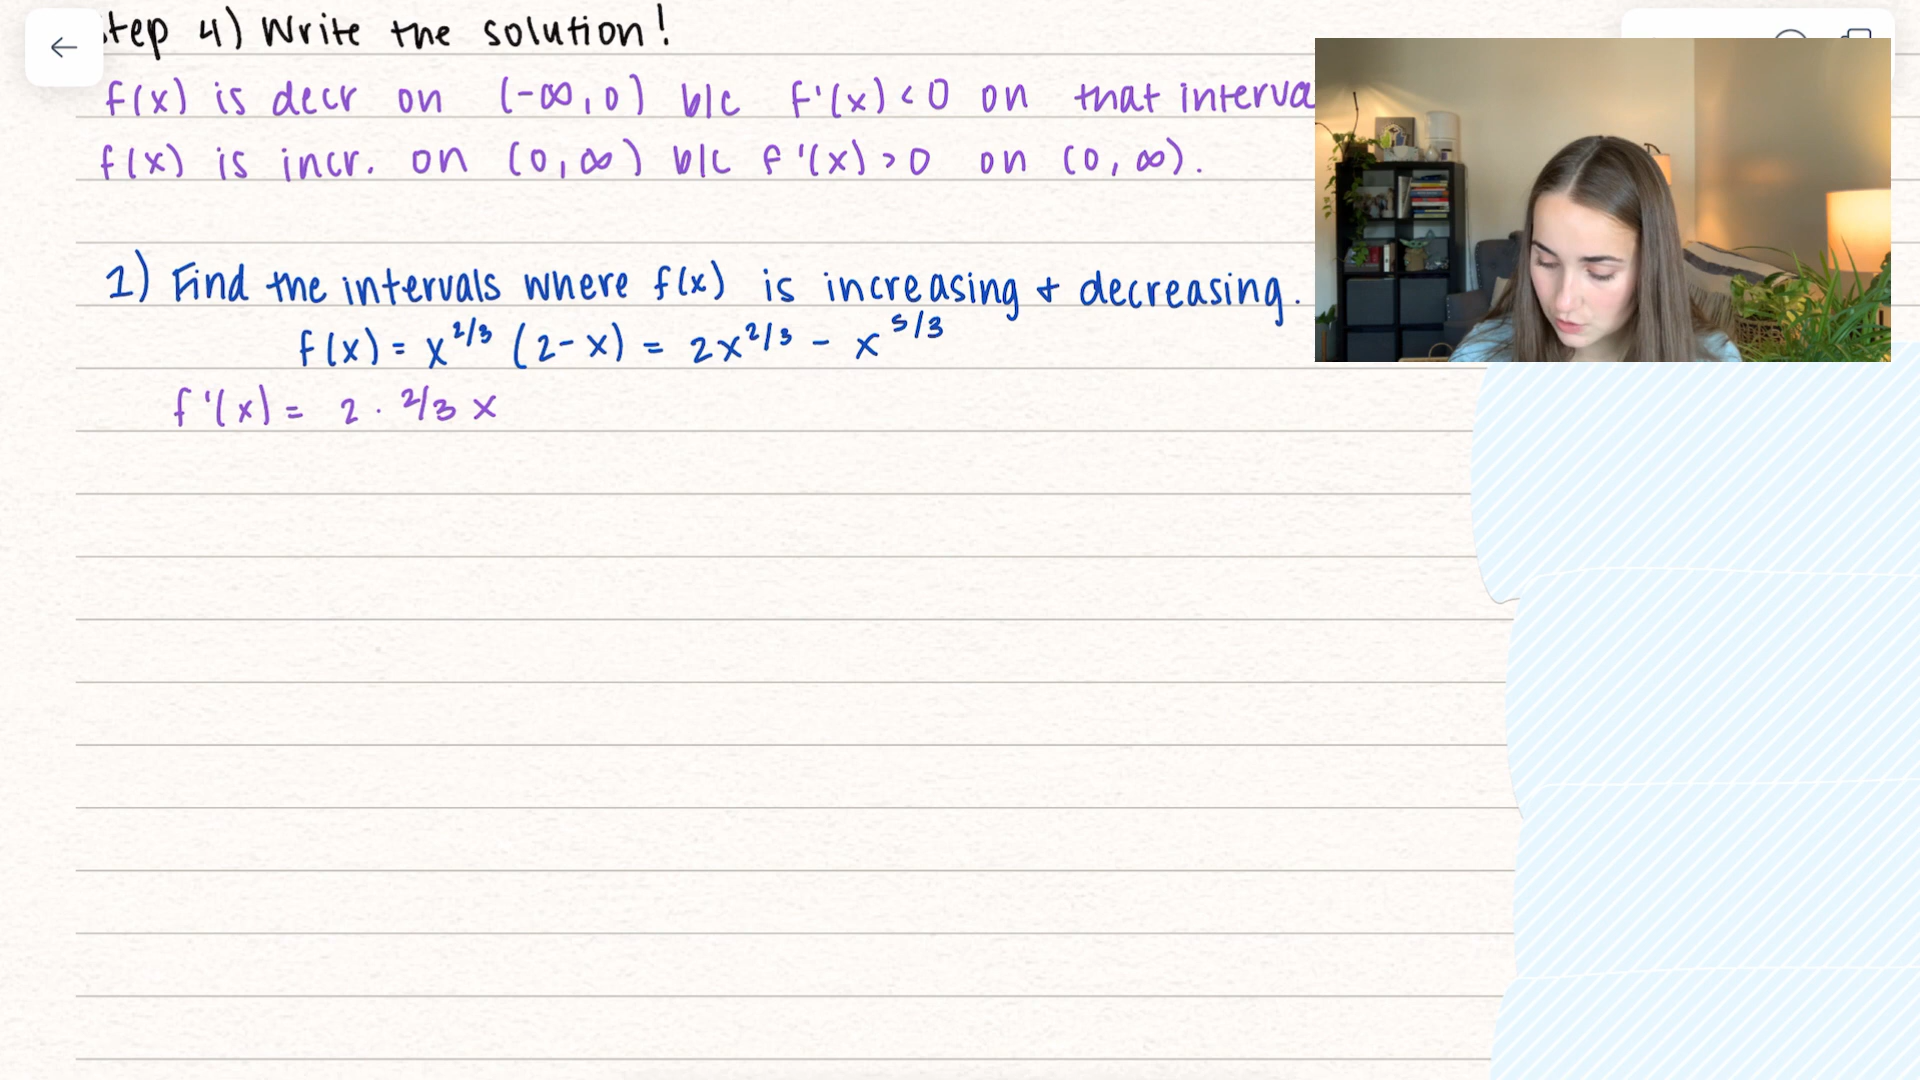 tep 4) Write the solution!
f(x) is decr on (-∞,0) b/c f'(x) < 0 on that interva
f(x) is incr. on (0,∞) b/c f'(x) > 0 on (0,∞).
1) Find the intervals where f(x) is increasing + decreasing.
f(x) = x^2/3 (2-x) = 2x^2/3 - x^5/3
f'(x) = 2 · 2/3 x